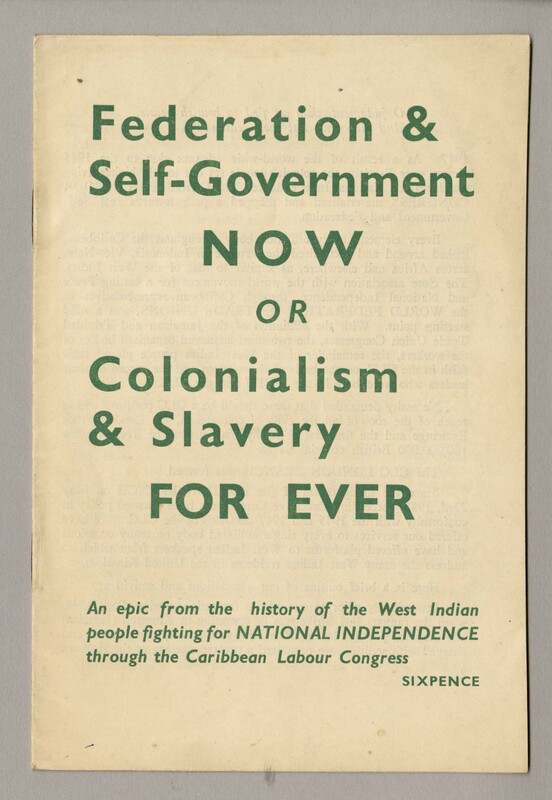 Federation &
Self-Government
NOW
OR
Colonialism
& Slavery
FOR EVER
An epic from the history of the West Indian
people fighting for NATIONAL INDEPENDENCE
through the Caribbean Labour Congress
SIXPENCE